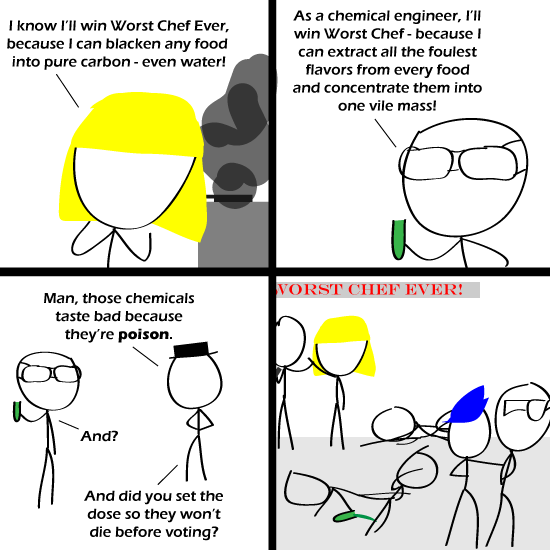 I know I'll win Worst Chef Ever,
because I can blacken any food
into pure carbon - even water!
As a chemical engineer, I'll
win Worst Chef - because I
can extract all the foulest
flavors from every food
and concentrate them into
one vile mass!
Man, those chemicals
taste bad because
they're poison.
And?
And did you set the
dose so they won't
die before voting?
WORST CHEF EVER!